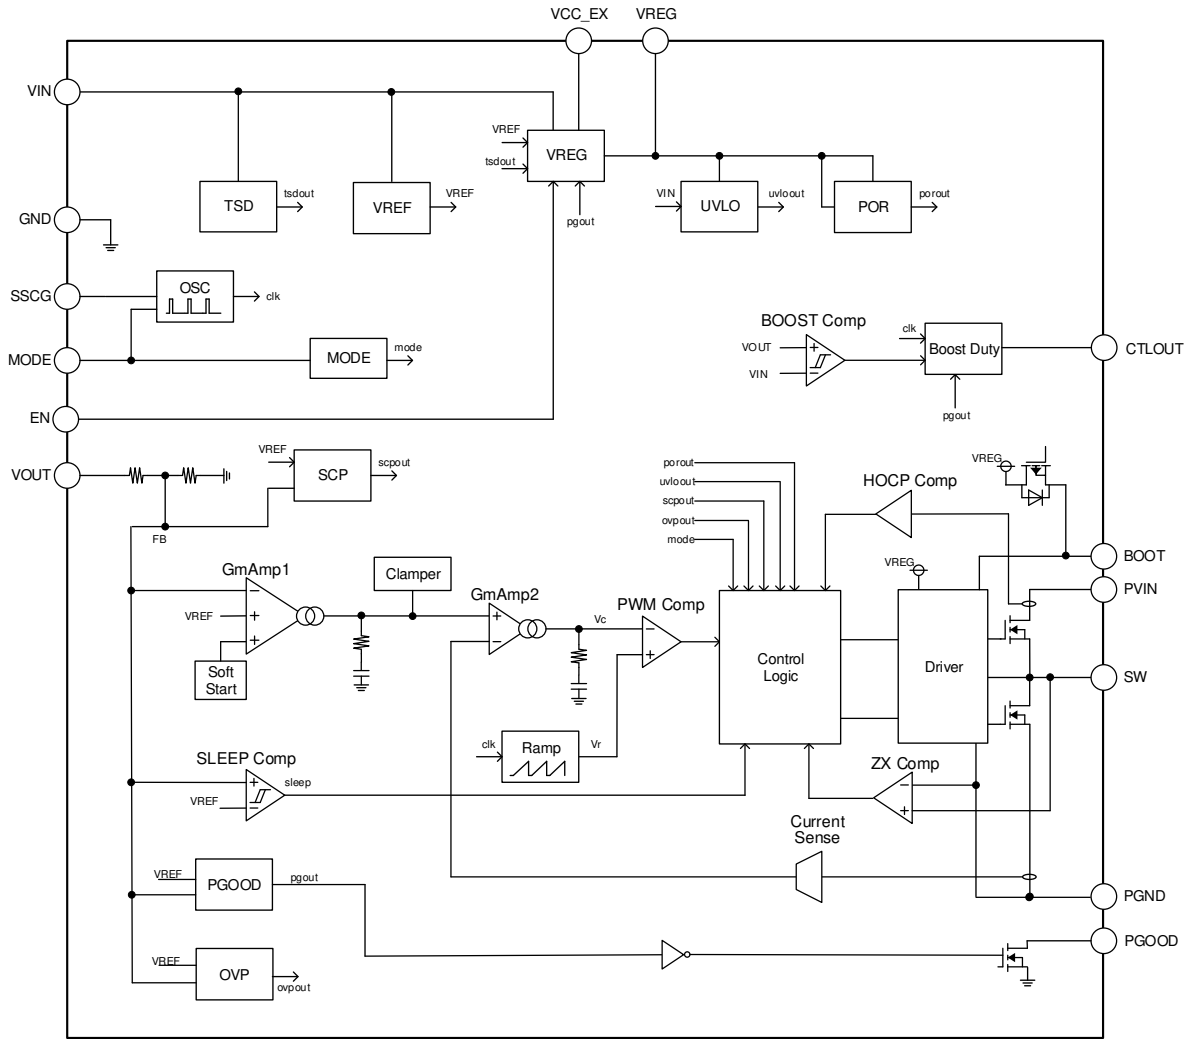 VCC_EX
VREG
VIN
VREF
tsdout
VREG
pgout
TSD
tsdout
VREF
VREF
VIN
UVLO
uvloout
POR
porout
GND
SSCG
OSC
clk
MODE
MODE
mode
BOOST Comp
VOUT
+
VIN
−
clk
Boost Duty
pgout
CTLOUT
EN
VOUT
VREF
SCP
scpout
FB
porout
uvloout
scpout
ovpout
mode
HOCP Comp
VREG
BOOT
VREG
PVIN
GmAmp1
−
VREF
+
+
Soft
Start
Clamper
GmAmp2
+
−
Vc
PWM Comp
−
+
Control
Logic
Driver
SW
clk
Ramp
Vr
SLEEP Comp
+
VREF
−
sleep
ZX Comp
−
+
Current
Sense
VREF
PGOOD
pgout
PGND
PGOOD
VREF
OVP
ovpout